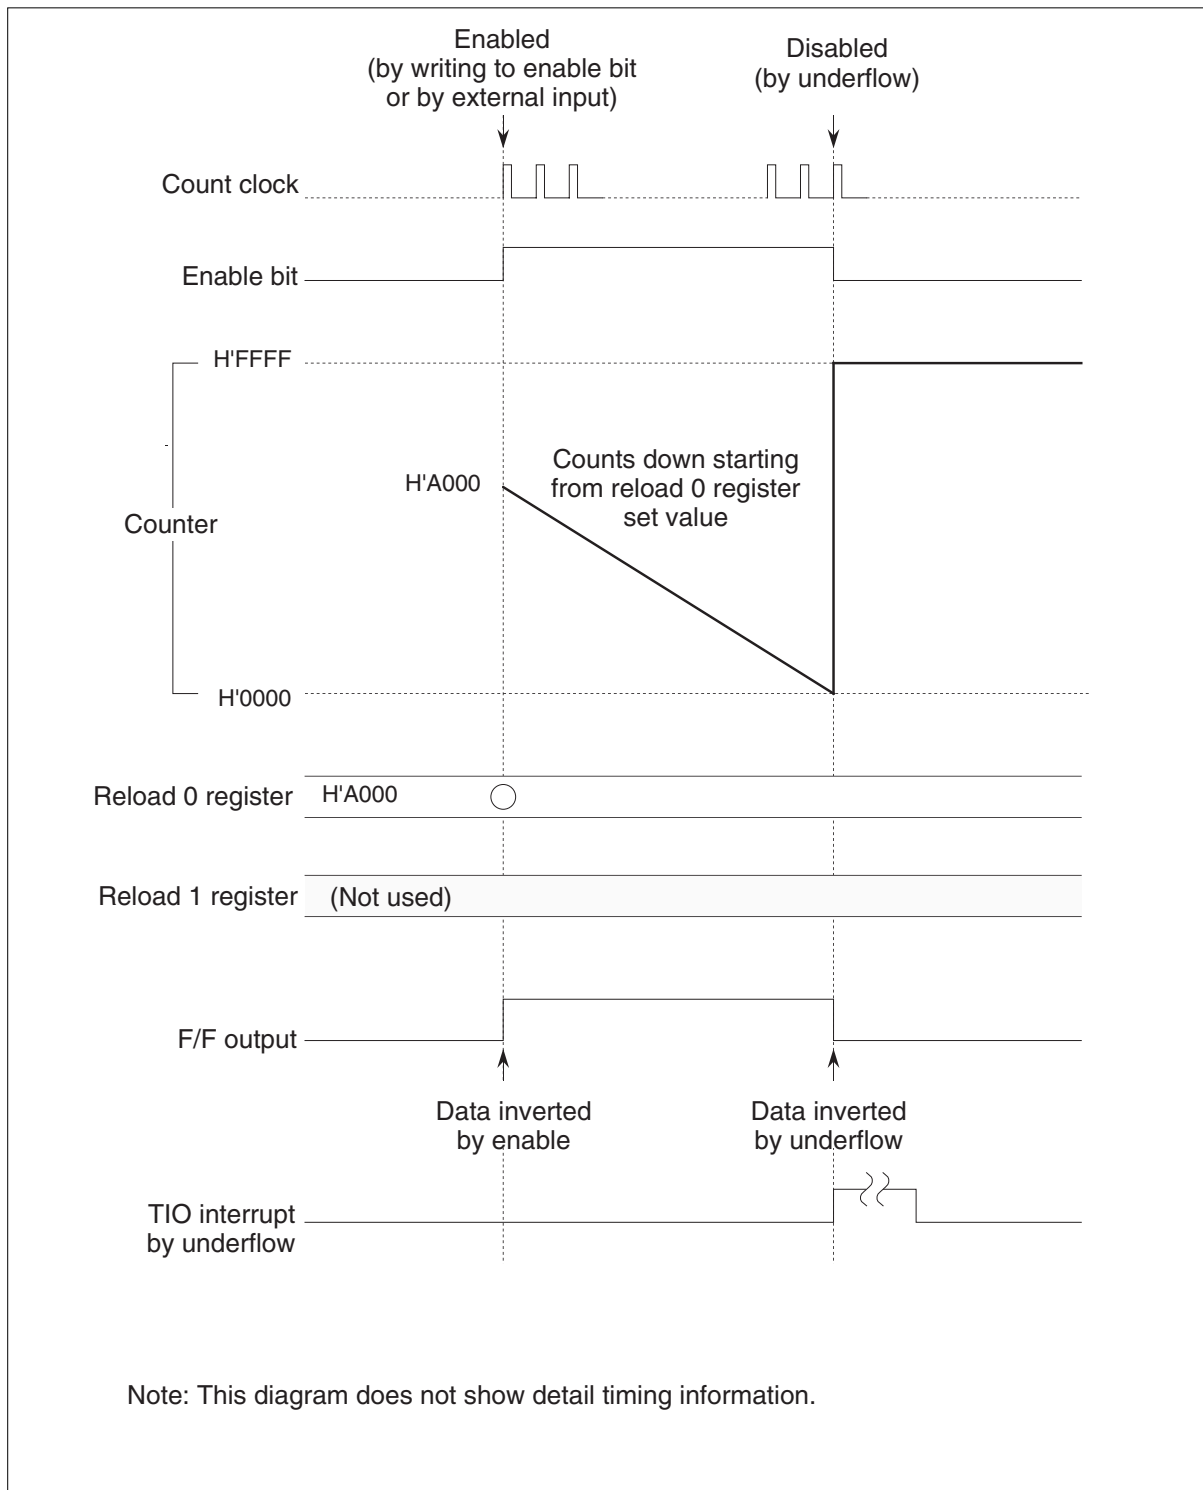 Enabled
(by writing to enable bit
or by external input)
Disabled
(by underflow)
Count clock
Enable bit
H'FFFF
Counts down starting
from reload 0 register
set value
H'A000
Counter
H'0000
Reload 0 register H'A000
Reload 1 register (Not used)
F/F output
Data inverted
by enable
Data inverted
by underflow
TIO interrupt
by underflow
Note: This diagram does not show detail timing information.